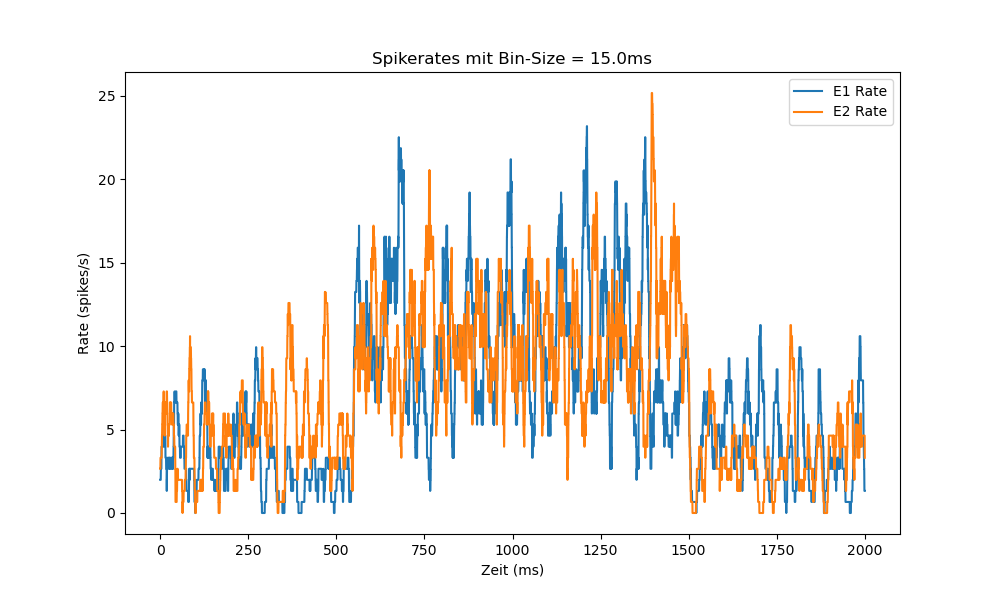 Spikerates mit Bin-Size = 15.0ms
E1 Rate
E2 Rate
25
20
15
10
5
0
Rate (spikes/s)
0 250 500 750 1000 1250 1500 1750 2000
Zeit (ms)